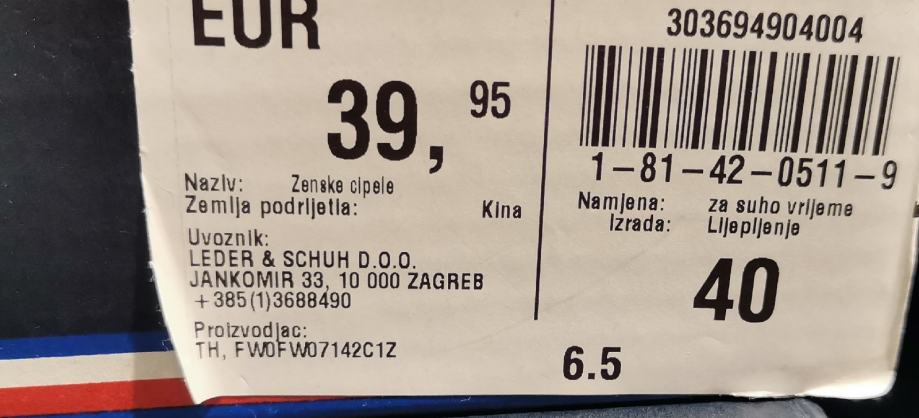 EUR
39,95
Naziv: Zenske cipele
Zemlja podrijetla: Kina
Uvoznik:
LEDER & SCHUH D.O.O.
JANKOMIR 33, 10 000 ZAGREB
+385(1)3688490
Proizvodjac:
TH, FW0FW07142C1Z
303694904004
1-81-42-0511-9
Namjena: za suho vrijeme
Izrada: Lijepljenje
40
6.5